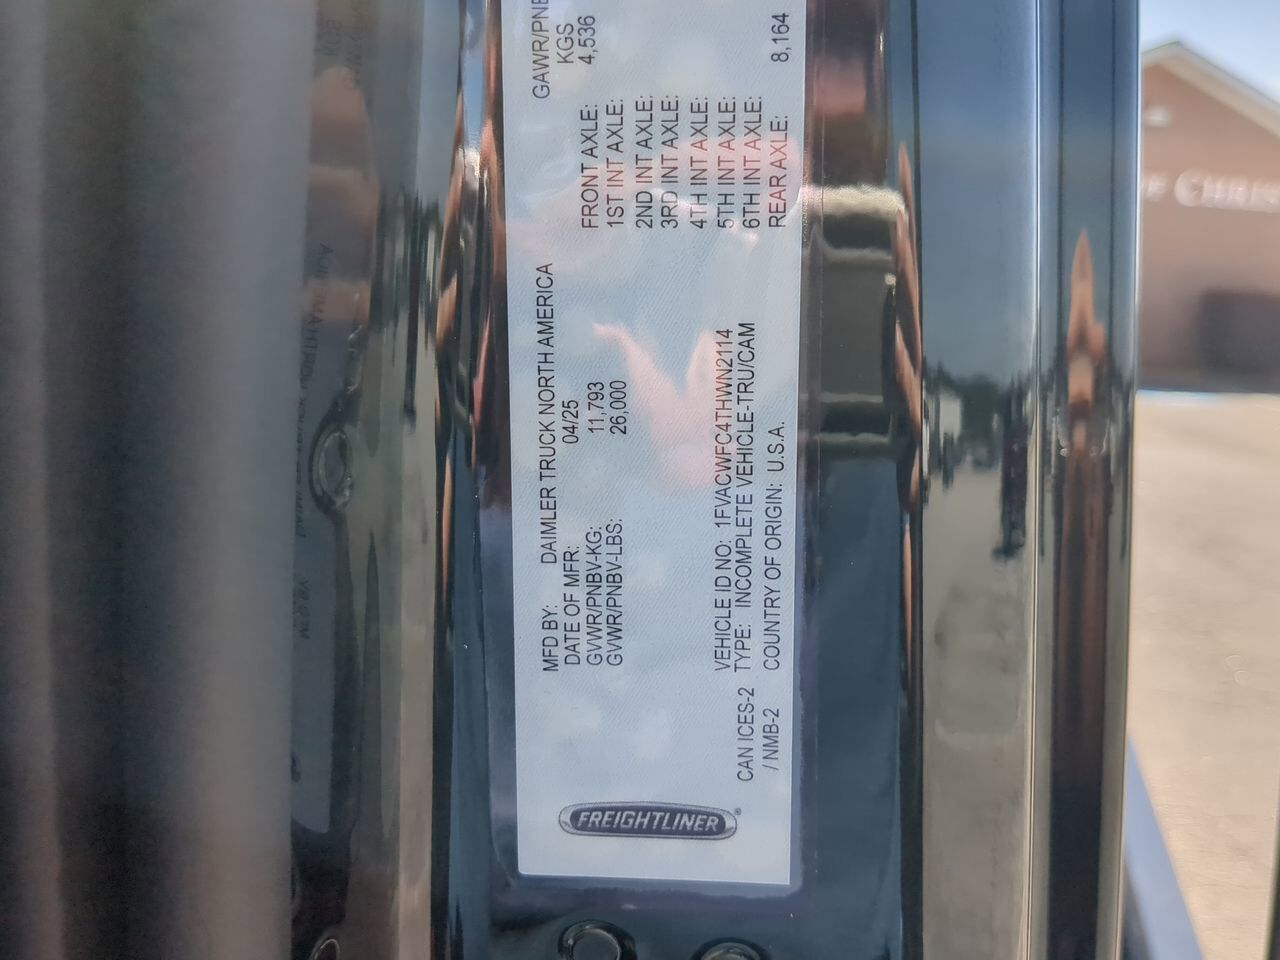 FREIGHTLINER®
MFD BY: DAIMLER TRUCK NORTH AMERICA
DATE OF MFR: 04/25
GVWR/PNBV-KG: 11,793
GVWR/PNBV-LBS: 26,000
VEHICLE ID NO: 1FVACWFC4THWN2114
CAN ICES-2 TYPE: INCOMPLETE VEHICLE-TRU/CAM
/ NMB-2 COUNTRY OF ORIGIN: U.S.A.
GAWR/PNB
KGS
FRONT AXLE: 4,536
1ST INT AXLE:
2ND INT AXLE:
3RD INT AXLE:
4TH INT AXLE:
5TH INT AXLE:
6TH INT AXLE:
REAR AXLE: 8,164
OF CHRIS